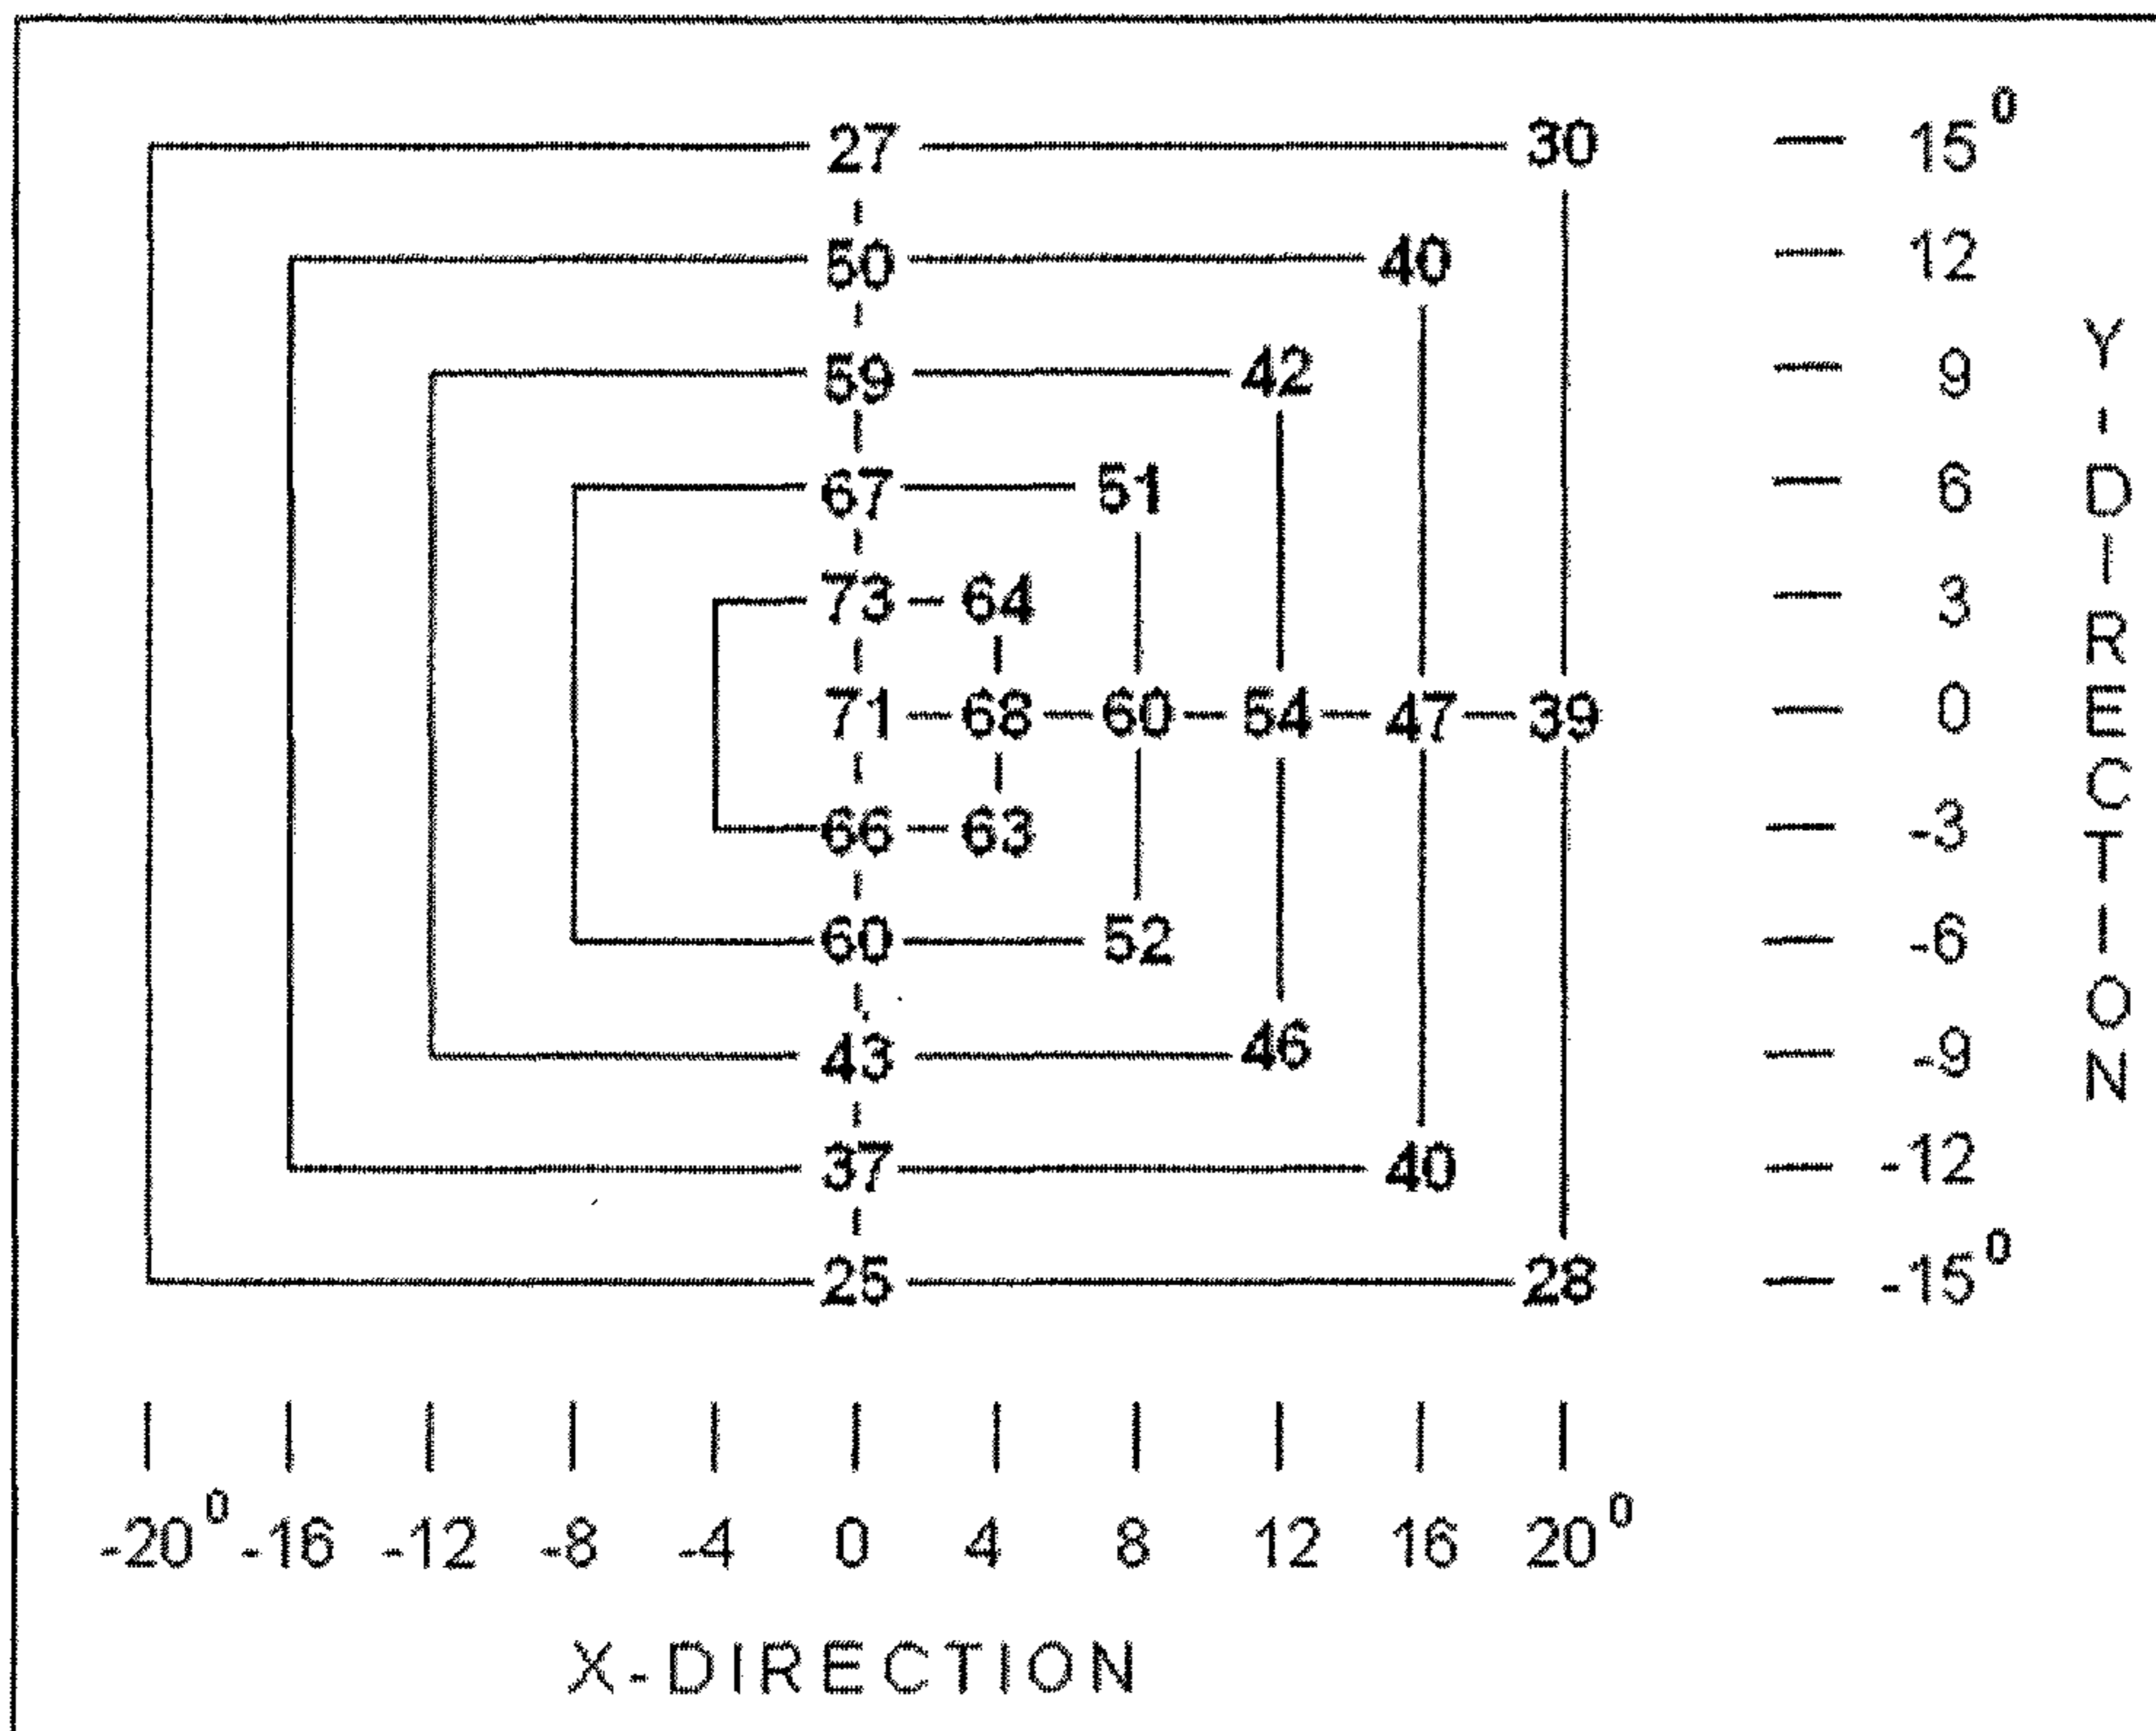 27 30 15⁰
50 40 12
59 42 9
67 51 6
73 64 3
71 68 60 54 47 39 0
66 63 -3
60 52 -6
43 46 -9
37 40 -12
25 28 -15⁰
Y-DIRECTION
-20⁰ -16 -12 -8 -4 0 4 8 12 16 20⁰
X-DIRECTION